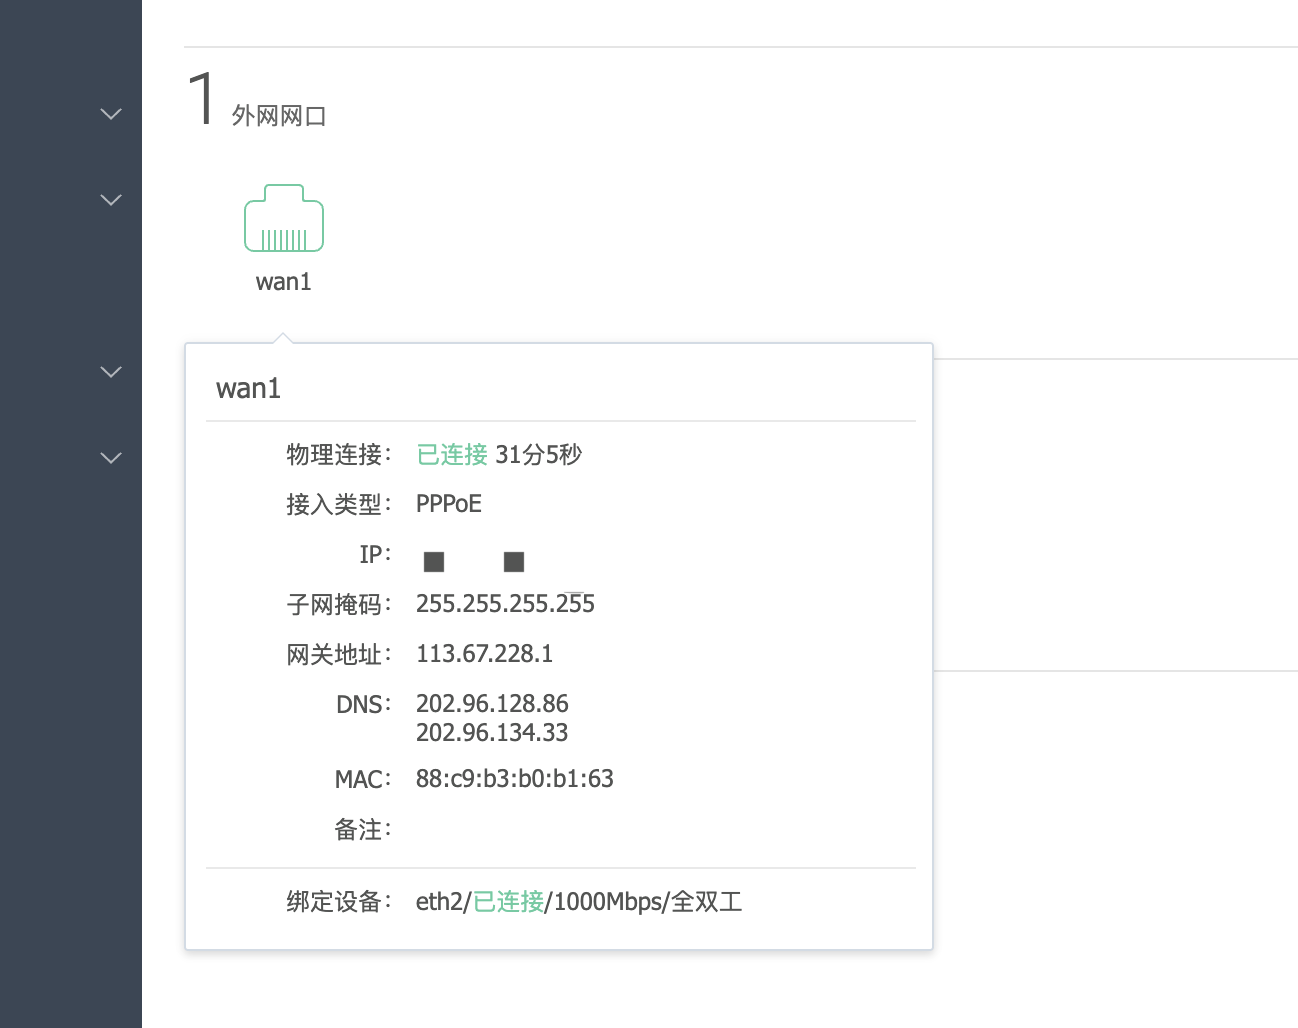 1 外网网口
wan1
wan1
物理连接： 已连接 31分5秒
接入类型： PPPoE
IP：
子网掩码： 255.255.255.255
网关地址： 113.67.228.1
DNS： 202.96.128.86
202.96.134.33
MAC： 88:c9:b3:b0:b1:63
备注：
绑定设备： eth2/已连接/1000Mbps/全双工